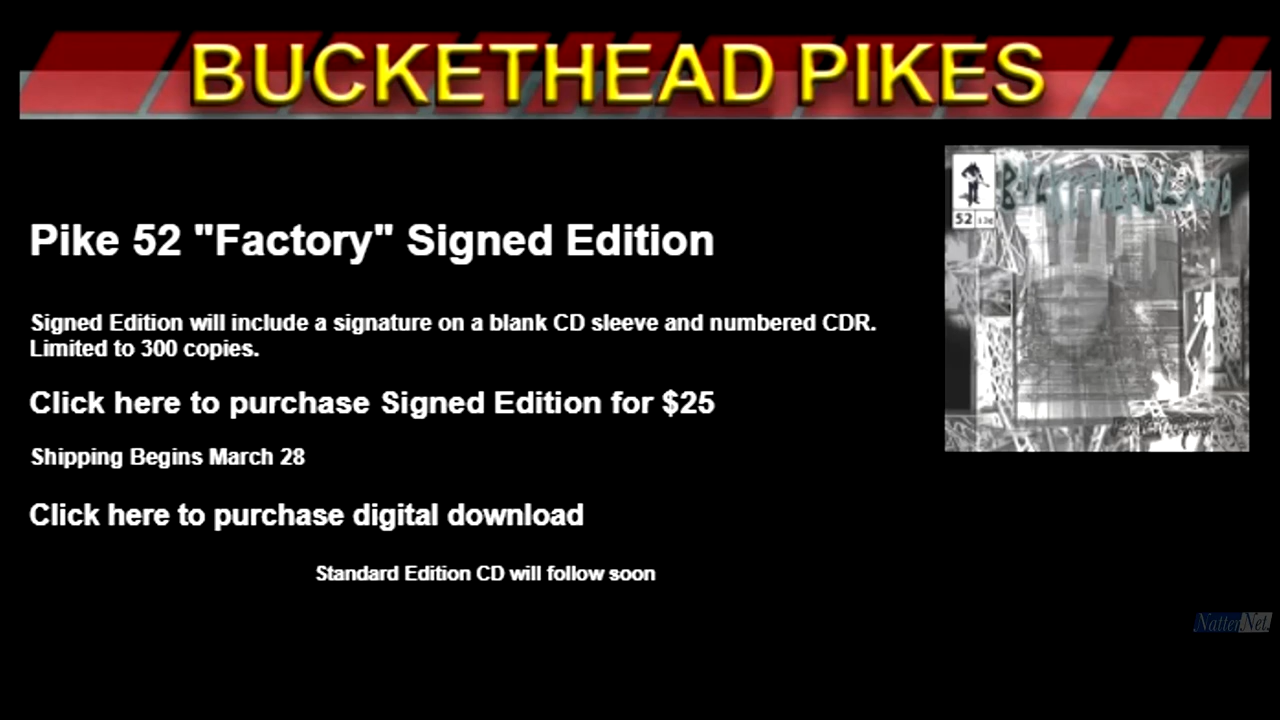 BUCKETHEAD PIKES
52
Pike 52 "Factory" Signed Edition
Signed Edition will include a signature on a blank CD sleeve and numbered CDR.
Limited to 300 copies.
Click here to purchase Signed Edition for $25
Shipping Begins March 28
Click here to purchase digital download
Standard Edition CD will follow soon
NatterNet